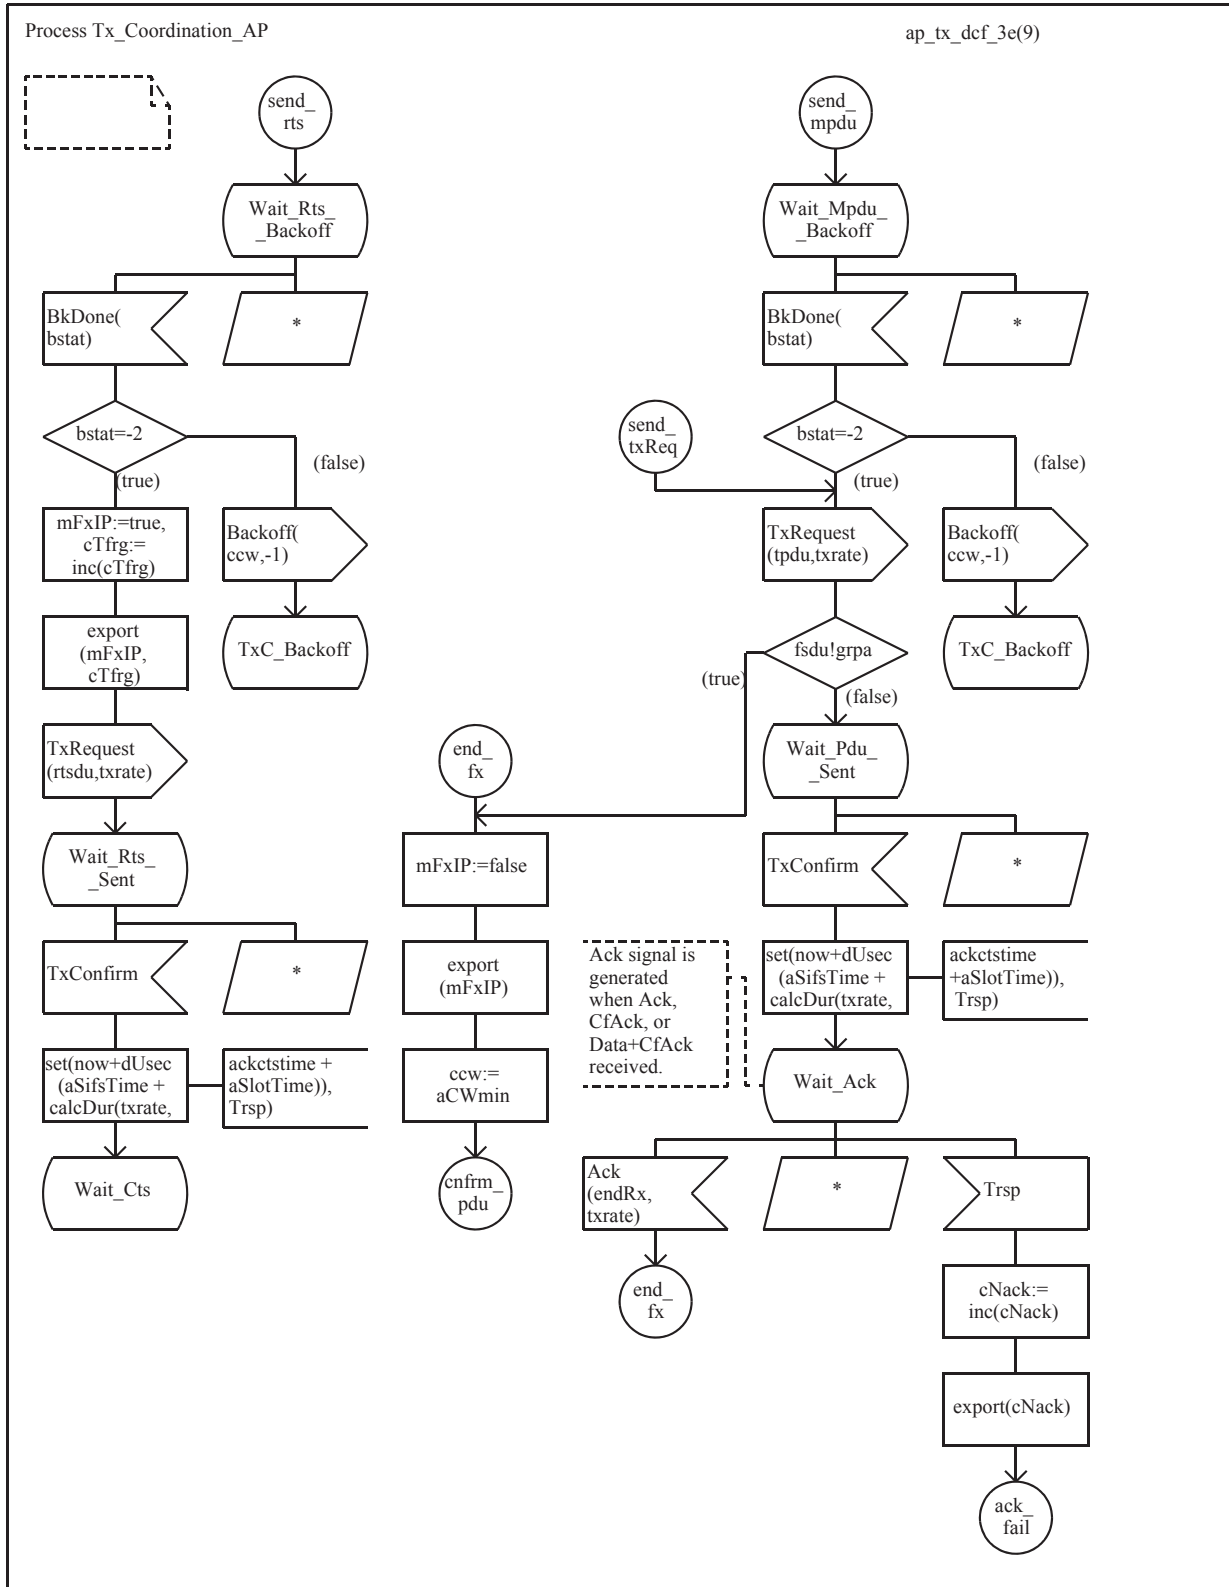 Process Tx_Coordination_AP
ap_tx_dcf_3e(9)
send_
rts
Wait_Rts_
_Backoff
BkDone(
bstat)
*
bstat=-2
(true)
(false)
mFxIP:=true,
cTfrg:=
inc(cTfrg)
Backoff(
ccw,-1)
export
(mFxIP,
cTfrg)
TxC_Backoff
TxRequest
(rtsdu,txrate)
Wait_Rts_
_Sent
TxConfirm
*
set(now+dUsec
(aSifsTime +
calcDur(txrate,
ackctstime +
aSlotTime)),
Trsp)
Wait_Cts
end_
fx
mFxIP:=false
export
(mFxIP)
ccw:=
aCWmin
cnfrm_
pdu
send_
mpdu
Wait_Mpdu_
_Backoff
BkDone(
bstat)
*
send_
txReq
bstat=-2
(true)
(false)
TxRequest
(tpdu,txrate)
Backoff(
ccw,-1)
fsdu!grpa
(true)
(false)
TxC_Backoff
Wait_Pdu_
_Sent
TxConfirm
*
Ack signal is
generated
when Ack,
CfAck, or
Data+CfAck
received.
set(now+dUsec
(aSifsTime +
calcDur(txrate,
ackctstime
+aSlotTime)),
Trsp)
Wait_Ack
Ack
(endRx,
txrate)
*
Trsp
end_
fx
cNack:=
inc(cNack)
export(cNack)
ack_
fail